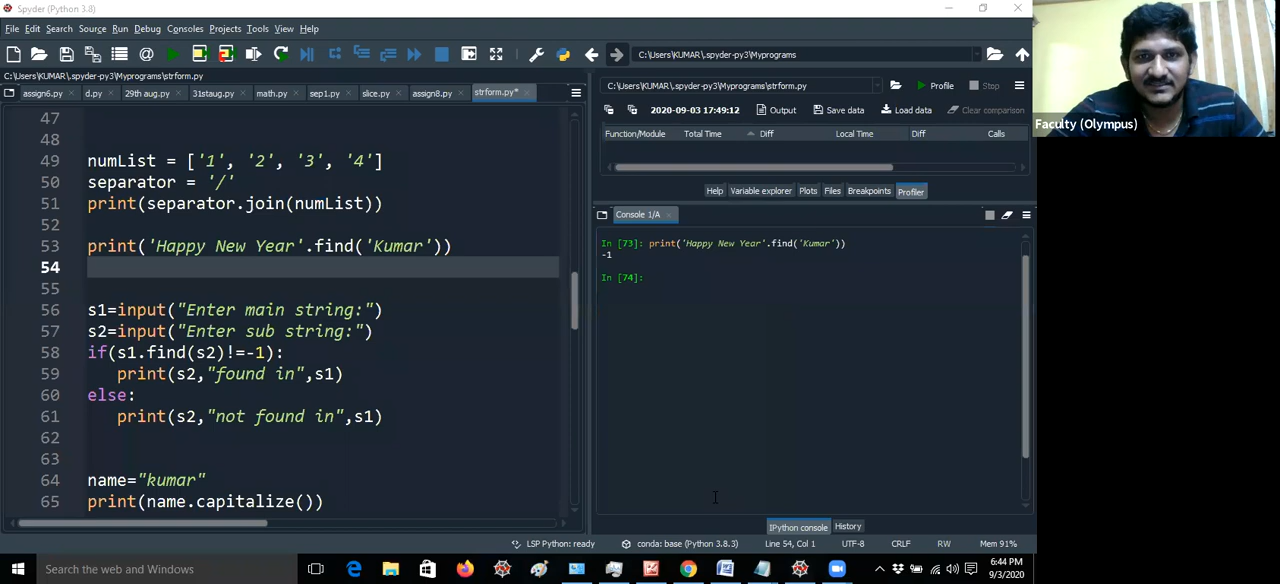 Spyder (Python 3.8)
File Edit Search Source Run Debug Consoles Projects Tools View Help
C:\Users\KUMAR\.spyder-py3\Myprograms
C:\Users\KUMAR\.spyder-py3\Myprograms\strform.py
assign6.py d.py 29th aug.py 31staug.py math.py sep1.py slice.py assign8.py strform.py*
47
48
49 numList = ['1', '2', '3', '4']
50 separator = '/'
51 print(separator.join(numList))
52
53 print('Happy New Year'.find('Kumar'))
54
55
56 s1=input("Enter main string:")
57 s2=input("Enter sub string:")
58 if(s1.find(s2)!=-1):
59 print(s2,"found in",s1)
60 else:
61 print(s2,"not found in",s1)
62
63
64 name="kumar"
65 print(name.capitalize())
C:\Users\KUMAR\.spyder-py3\Myprograms\strform.py Profile Stop
2020-09-03 17:49:12 Output Save data Load data Clear comparison
Function/Module Total Time Diff Local Time Diff Calls
Help Variable explorer Plots Files Breakpoints Profiler
Console 1/A
In [73]: print('Happy New Year'.find('Kumar'))
-1
In [74]:
IPython console History
LSP Python: ready conda: base (Python 3.8.3) Line 54, Col 1 UTF-8 CRLF RW Mem 91%
Search the web and Windows
6:44 PM
9/3/2020
Faculty (Olympus)